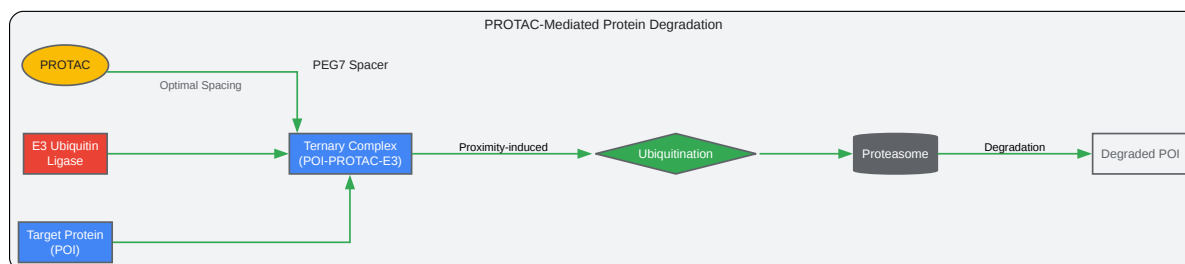 PROTAC-Mediated Protein Degradation
PROTAC
PEG7 Spacer
Optimal Spacing
E3 Ubiquitin
Ligase
Ternary Complex
(POI-PROTAC-E3)
Proximity-induced
Ubiquitination
Proteasome
Degradation
Degraded POI
Target Protein
(POI)